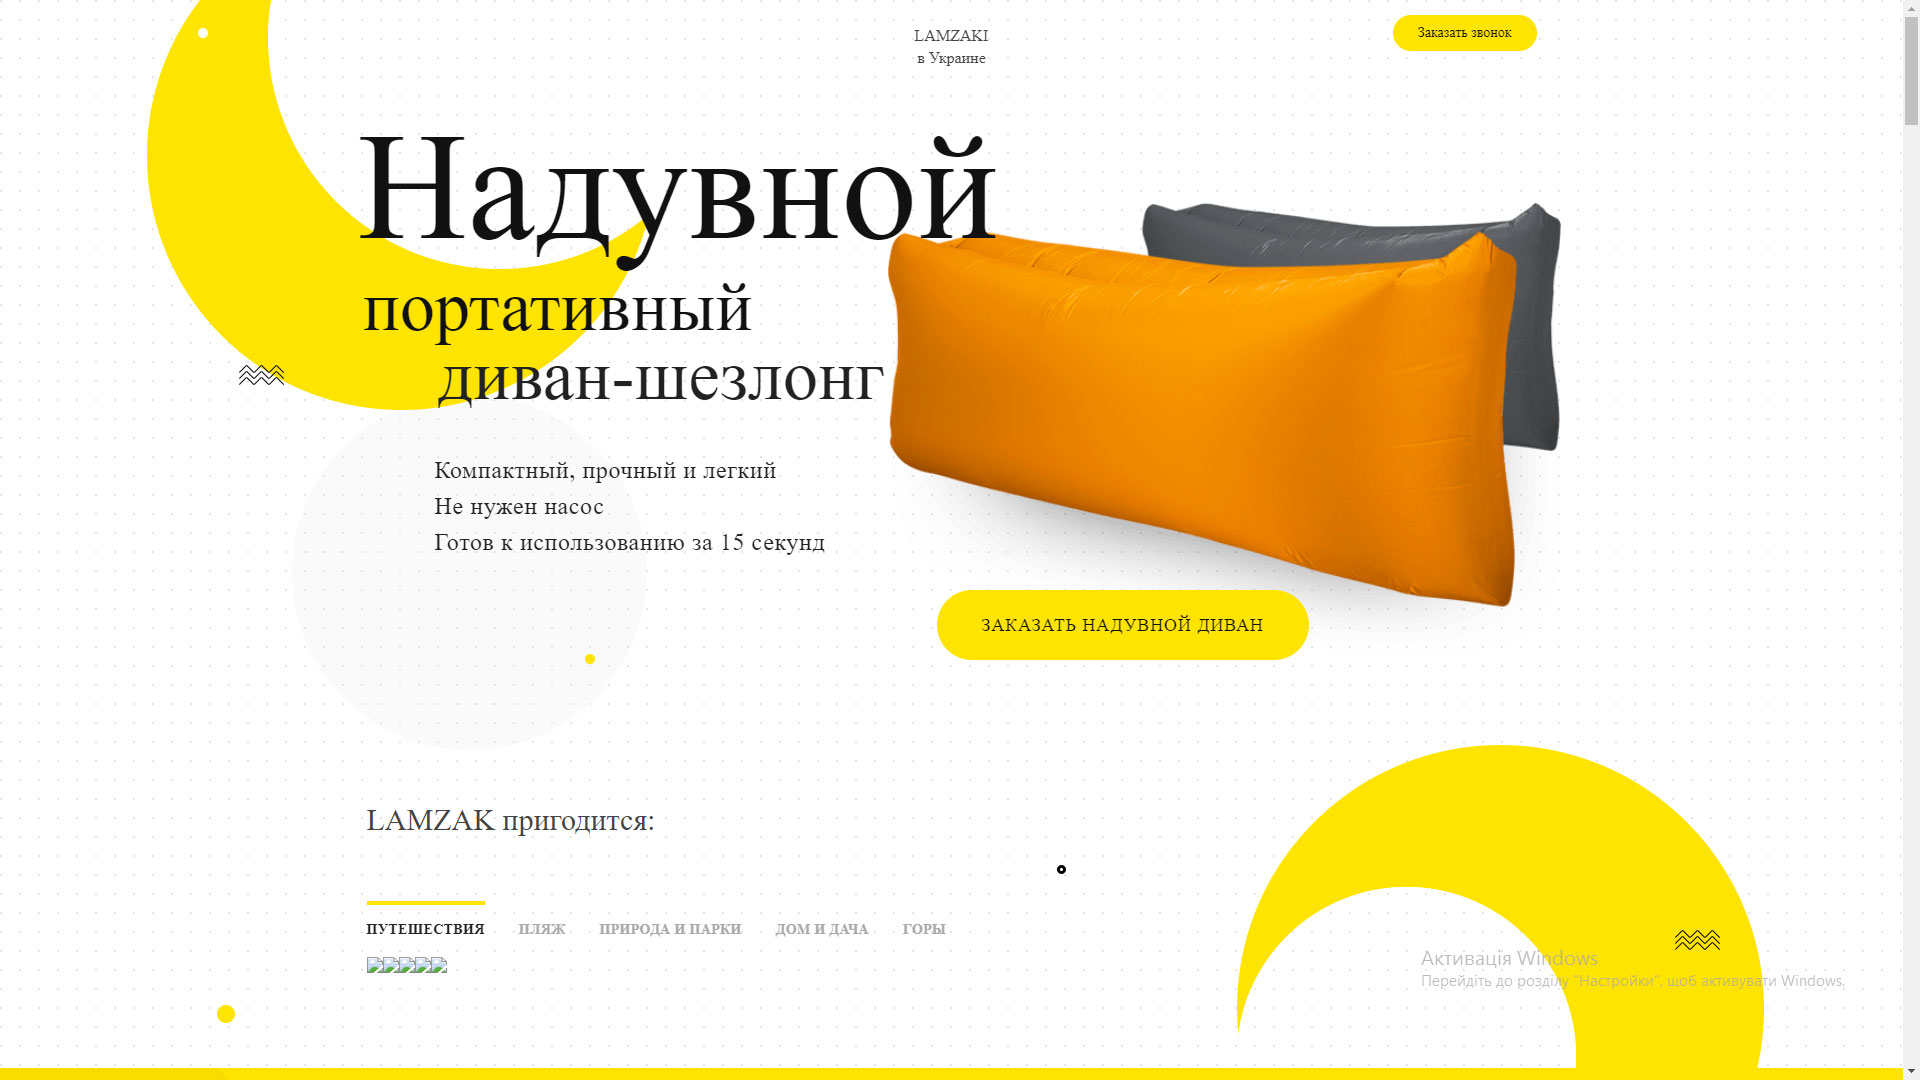 LAMZAKI
в Украине
Заказать звонок
Надувной
портативный
диван-шезлонг
Компактный, прочный и легкий
Не нужен насос
Готов к использованию за 15 секунд
ЗАКАЗАТЬ НАДУВНОЙ ДИВАН
LAMZAK пригодится:
ПУТЕШЕСТВИЯ ПЛЯЖ ПРИРОДА И ПАРКИ ДОМ И ДАЧА ГОРЫ
Активація Windows
Перейдіть до розділу "Настройки", щоб активувати Windows.